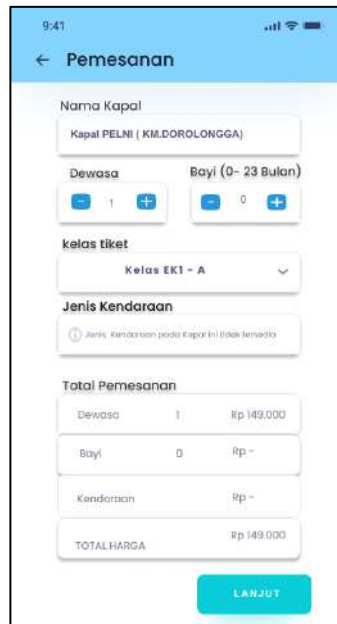 9:41
← Pemesanan
Nama Kapal
Kapal PELNI ( KM.DOROLONGGA)
Dewasa Bayi (0- 23 Bulan)
- 1 + - 0 +
kelas tiket
Kelas EK1 - A
Jenis Kendaraan
Jenis Kendaraan pada Kapal ini tidak tersedia
Total Pemesanan
Dewasa 1 Rp 149.000
Bayi 0 Rp -
Kendaraan Rp -
TOTAL HARGA Rp 149.000
LANJUT